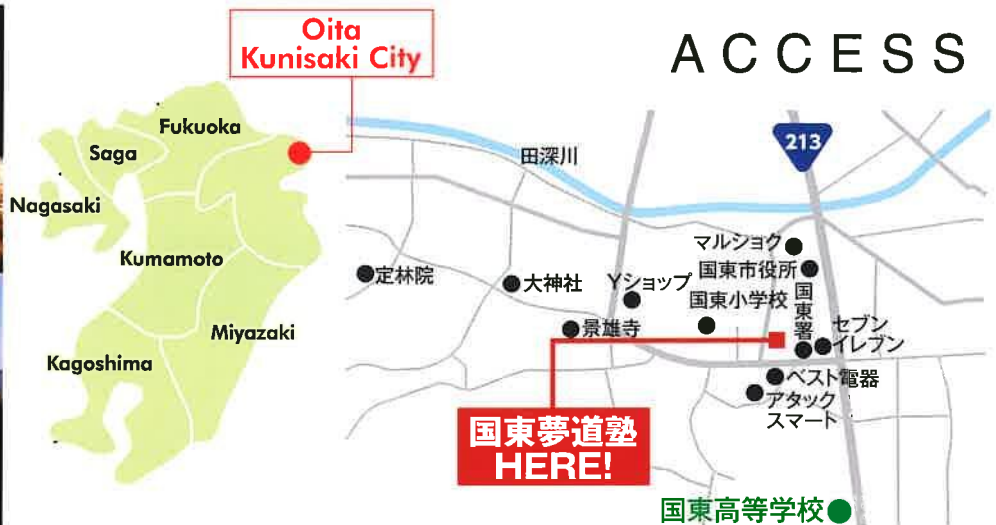 Oita
Kunisaki City
ACCESS
Fukuoka
Saga
Nagasaki
Kumamoto
Miyazaki
Kagoshima
213
田深川
マルショク
国東市役所
定林院
大神社
Yショップ
国東小学校
国東署
景雄寺
セブン
イレブン
ベスト電器
アタック
スマート
国東夢道塾
HERE!
国東高等学校